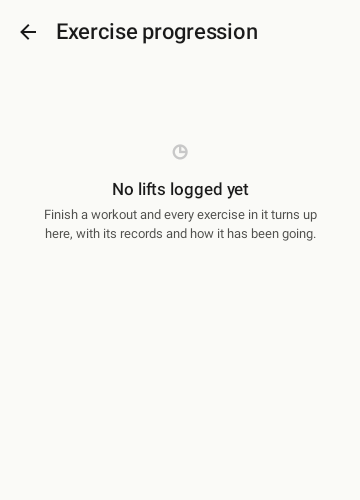 Exercise progression
No lifts logged yet
Finish a workout and every exercise in it turns up
here, with its records and how it has been going.